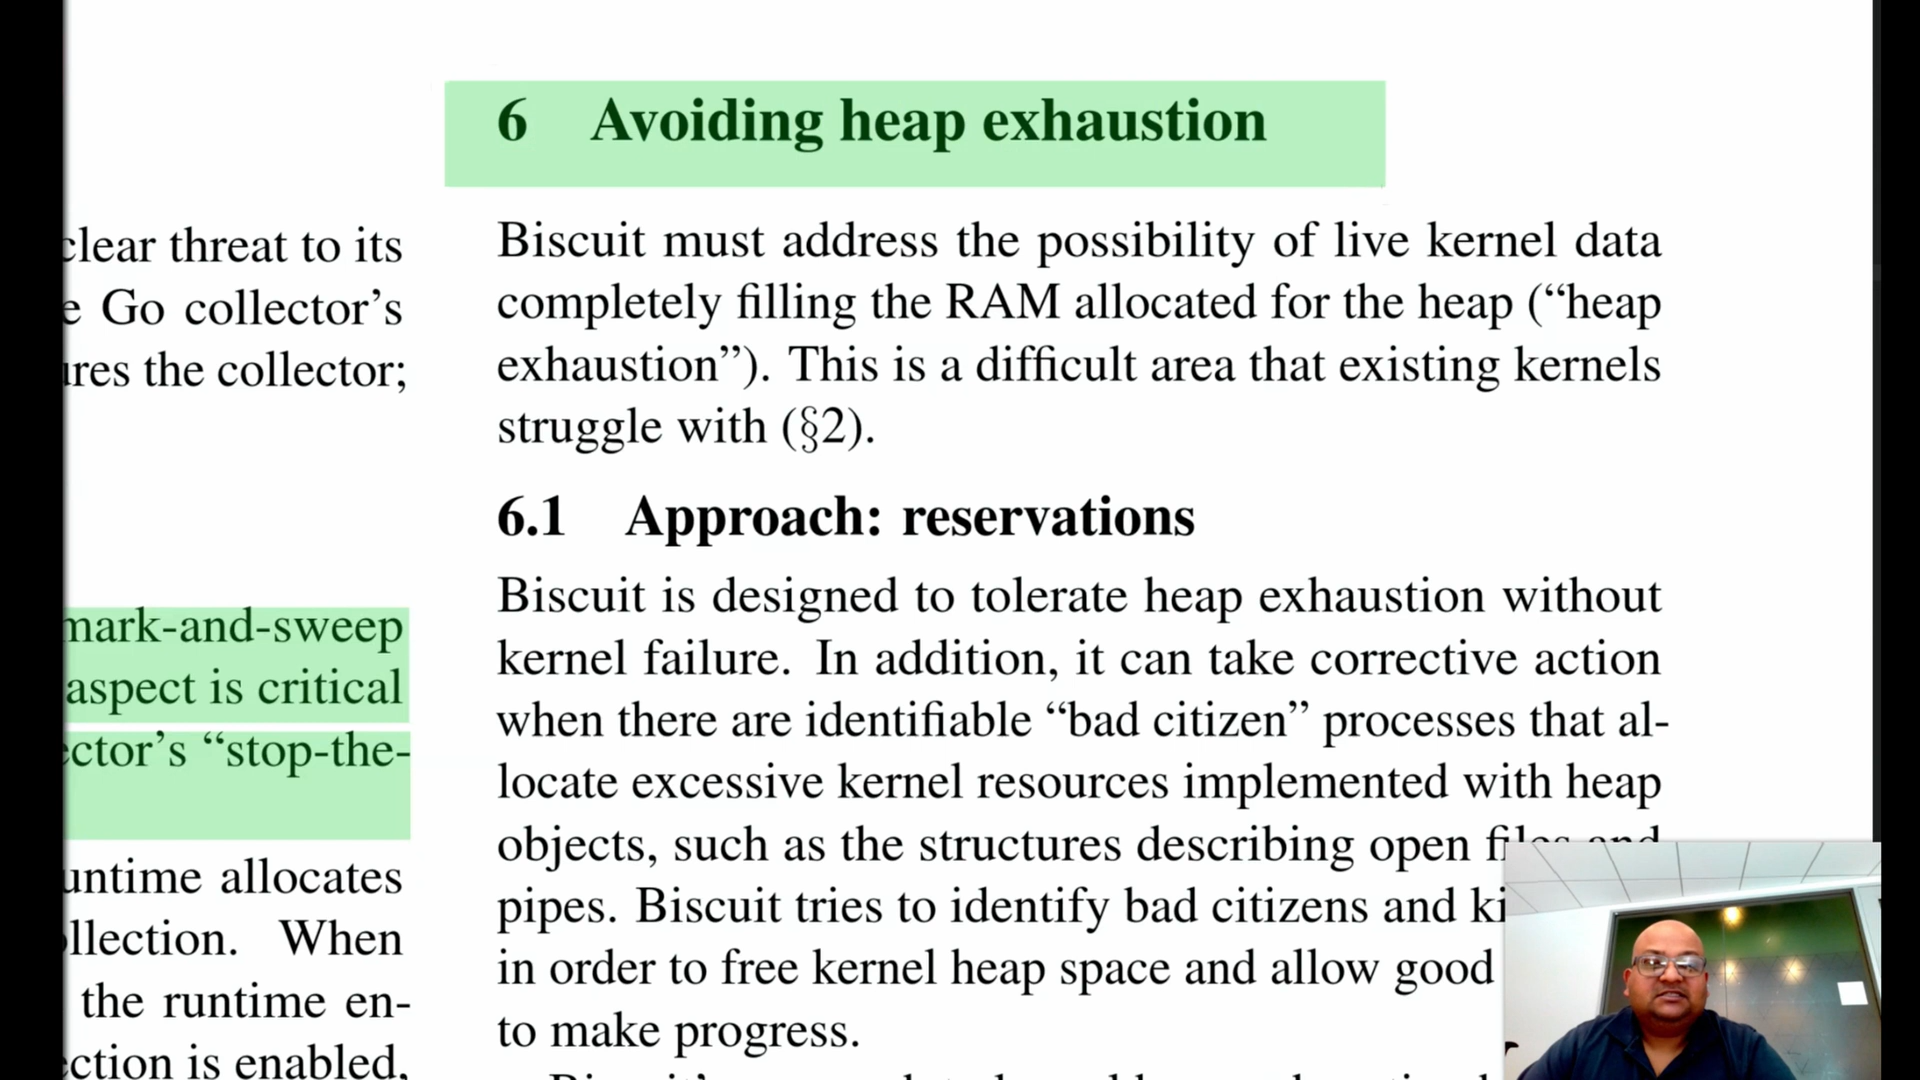 clear threat to its
e Go collector’s
ures the collector;
mark-and-sweep
aspect is critical
ector’s “stop-the-
untime allocates
ollection. When
the runtime en-
ection is enabled,
6 Avoiding heap exhaustion
Biscuit must address the possibility of live kernel data
completely filling the RAM allocated for the heap (“heap
exhaustion”). This is a difficult area that existing kernels
struggle with (§2).
6.1 Approach: reservations
Biscuit is designed to tolerate heap exhaustion without
kernel failure. In addition, it can take corrective action
when there are identifiable “bad citizen” processes that al-
locate excessive kernel resources implemented with heap
objects, such as the structures describing open files and
pipes. Biscuit tries to identify bad citizens and ki
in order to free kernel heap space and allow good
to make progress.